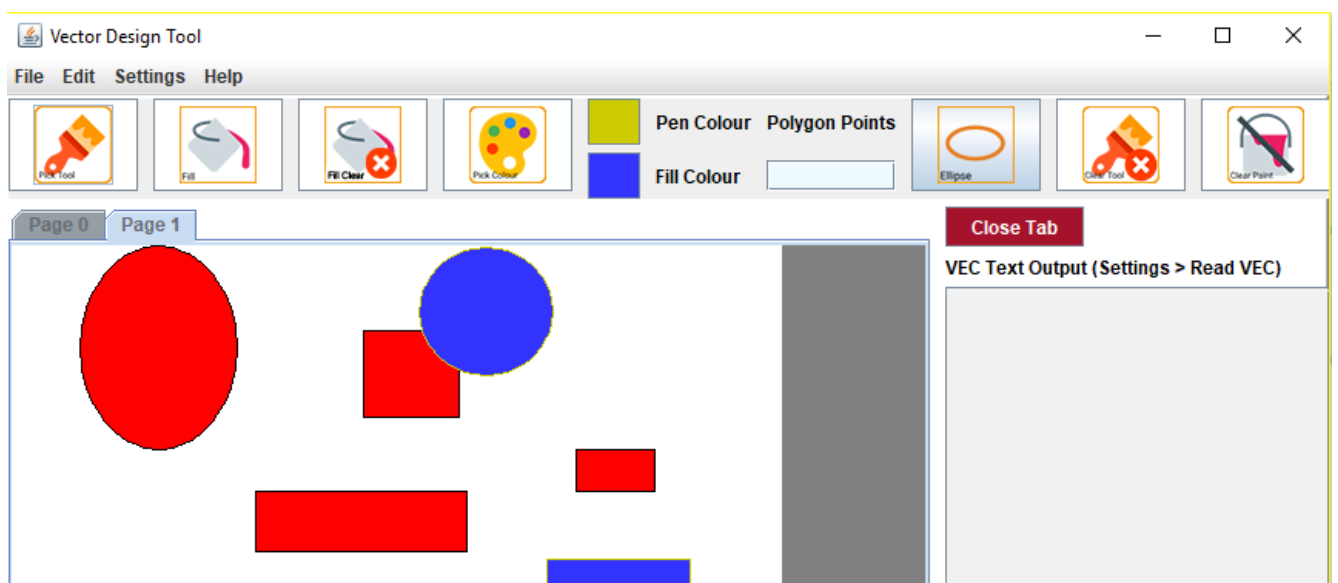 Vector Design Tool
File Edit Settings Help
Pick Tool
Fill
Fill Clear
Pick Colour
Pen Colour
Fill Colour
Polygon Points
Ellipse
Clear Tool
Clear Paint
Page 0 Page 1
Close Tab
VEC Text Output (Settings > Read VEC)